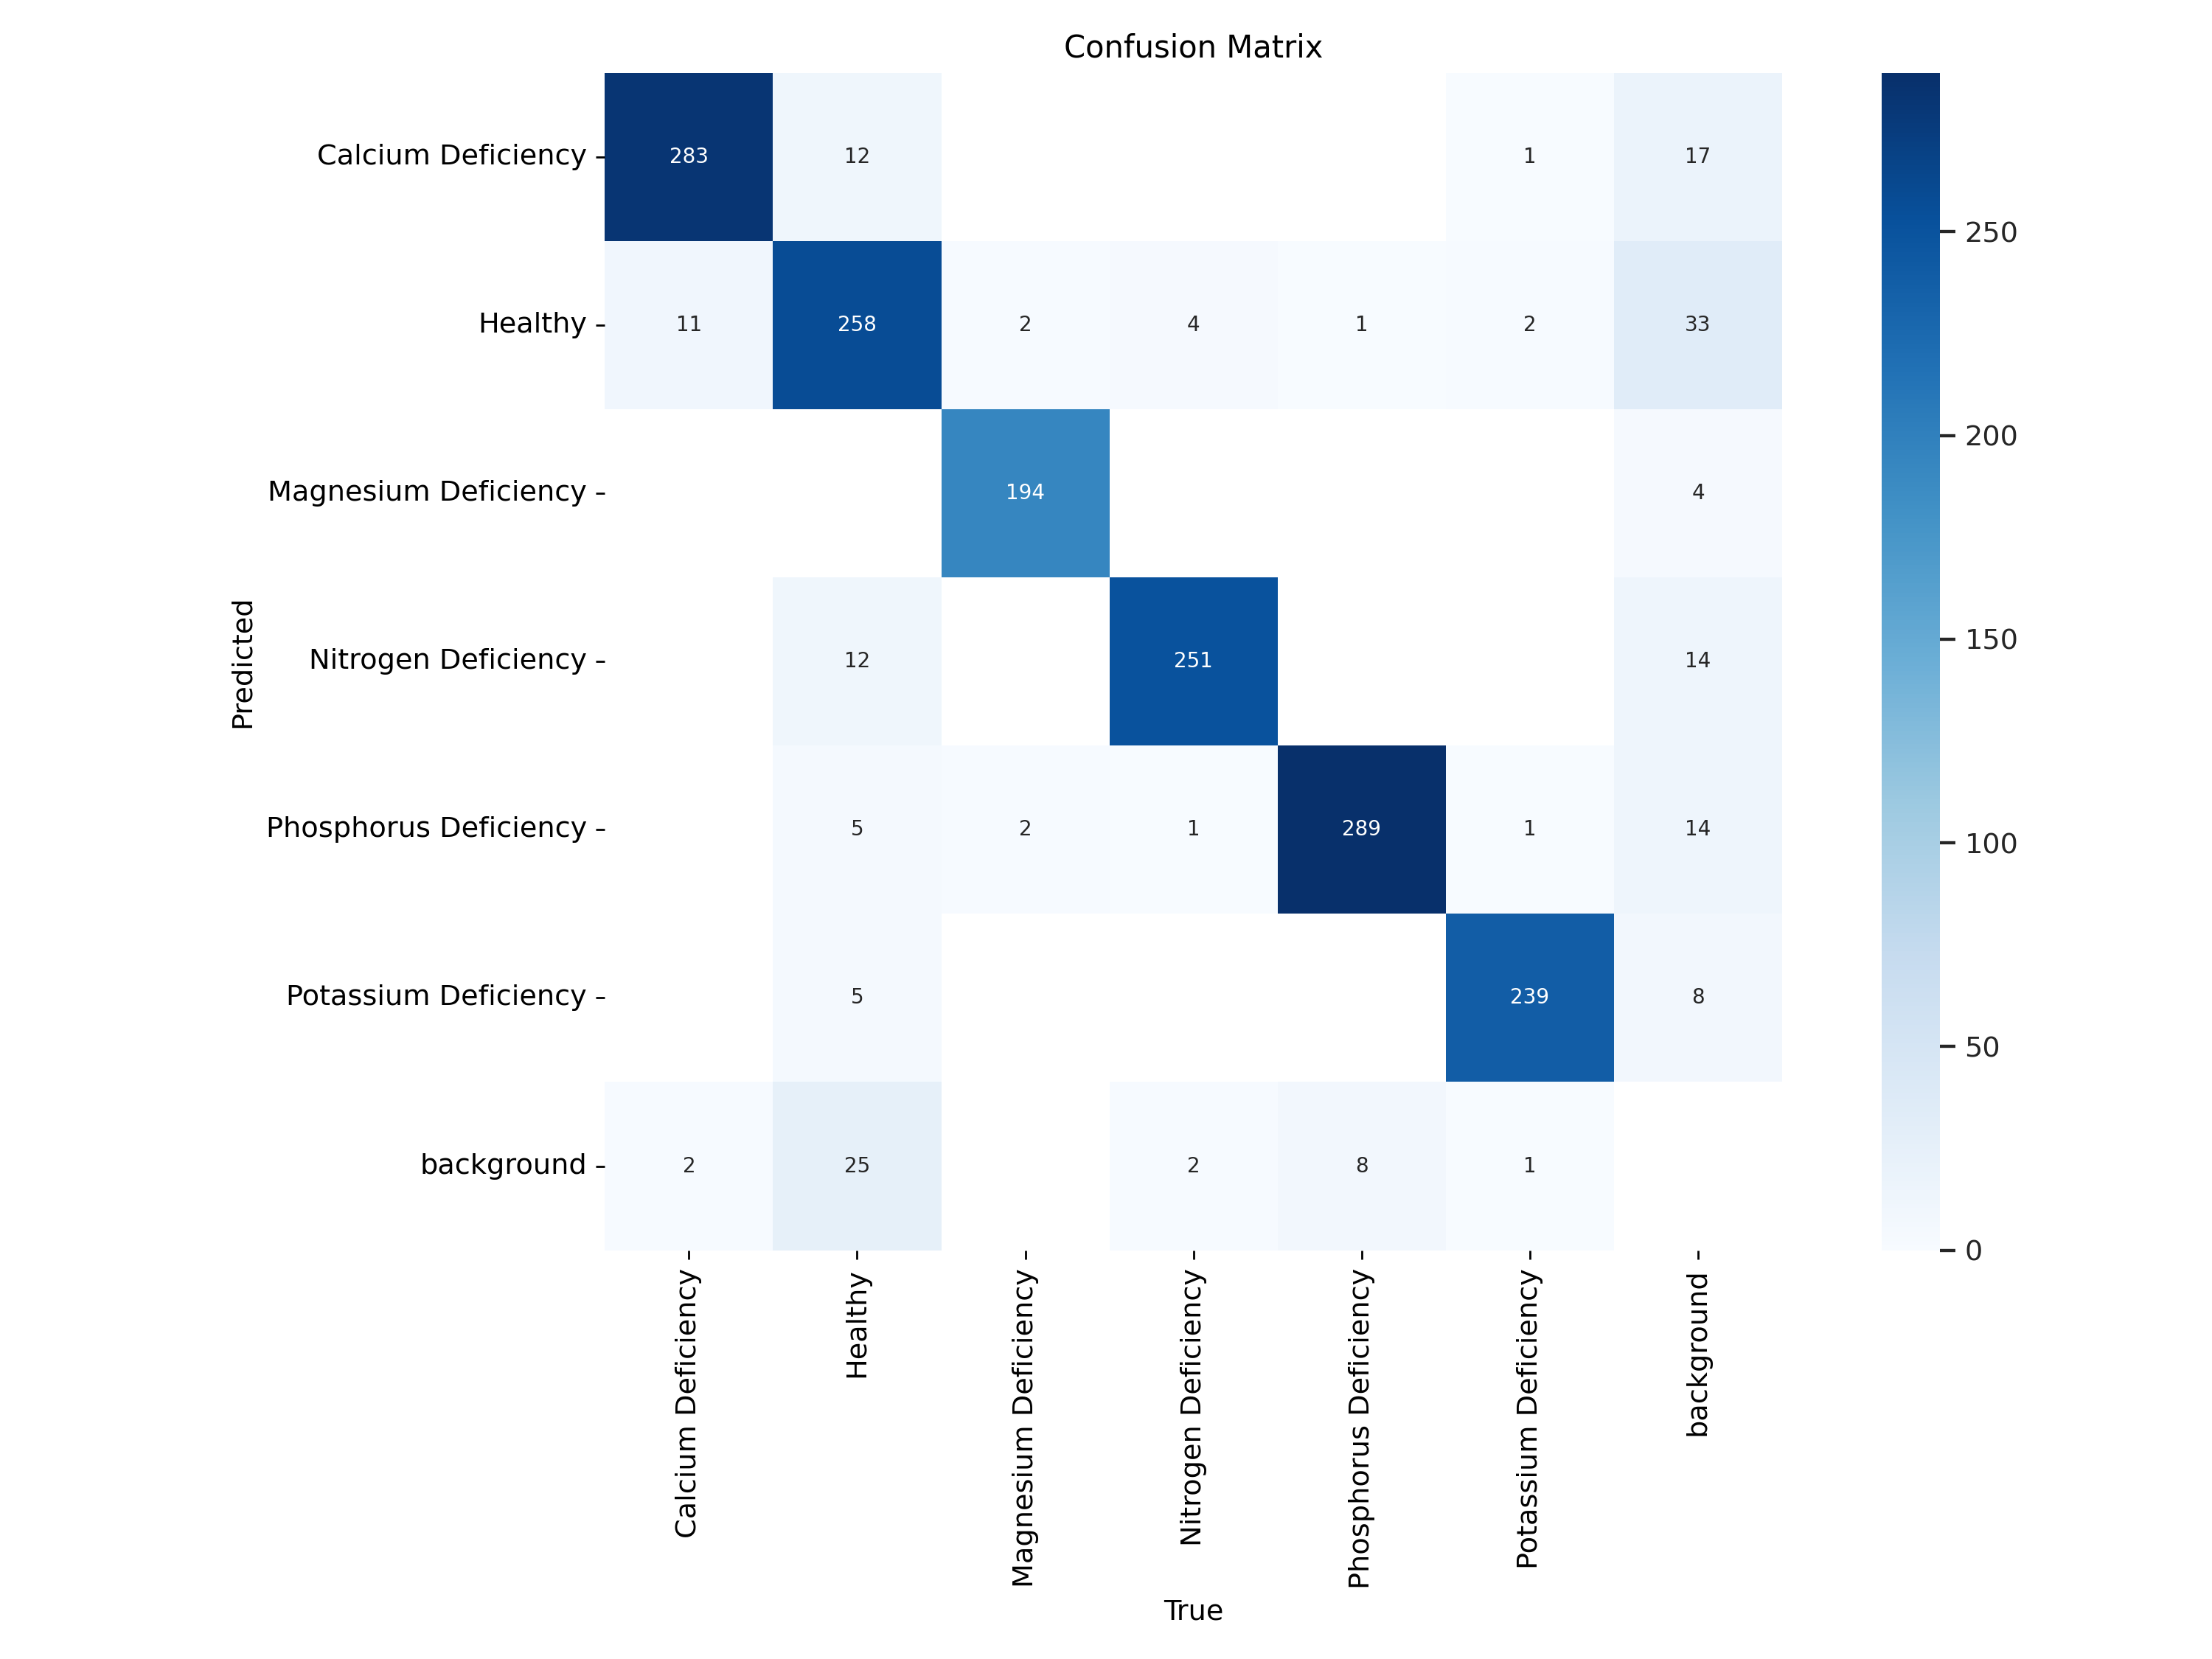 Confusion Matrix
Predicted
Calcium Deficiency 283 12 1 17
Healthy 11 258 2 4 1 2 33
Magnesium Deficiency 194 4
Nitrogen Deficiency 12 251 14
Phosphorus Deficiency 5 2 1 289 1 14
Potassium Deficiency 5 239 8
background 2 25 2 8 1
Calcium Deficiency
Healthy
Magnesium Deficiency
Nitrogen Deficiency
Phosphorus Deficiency
Potassium Deficiency
background
True
250
200
150
100
50
0